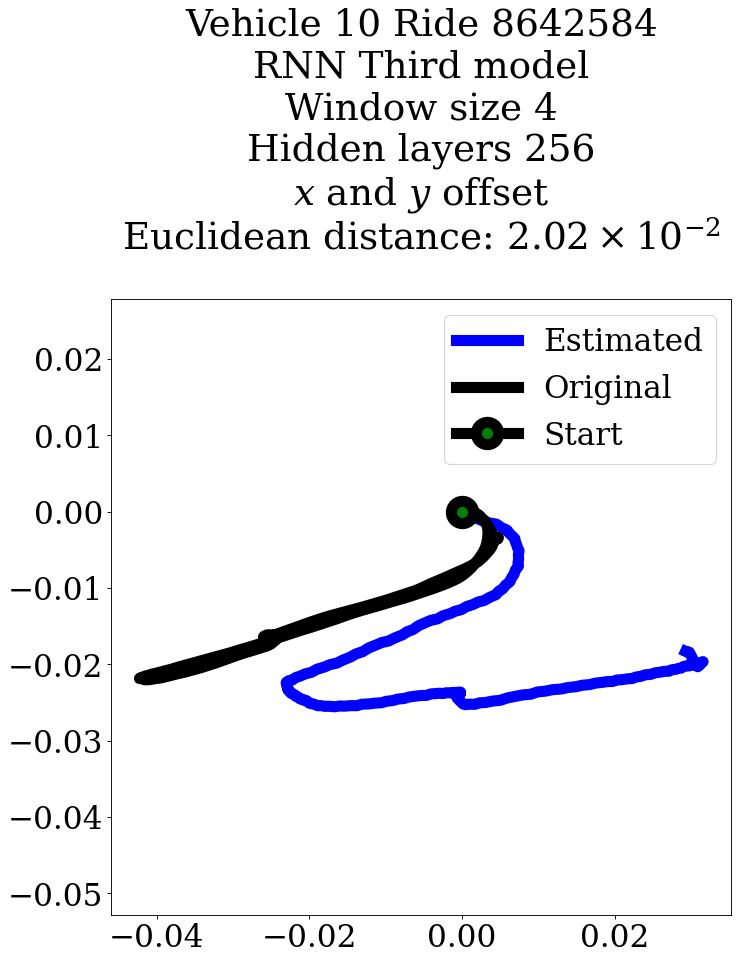 Vehicle 10 Ride 8642584
RNN Third model
Window size 4
Hidden layers 256
x and y offset
Euclidean distance: 2.02 × 10⁻²
Estimated
Original
Start
0.02
0.01
0.00
−0.01
−0.02
−0.03
−0.04
−0.05
−0.04 −0.02 0.00 0.02